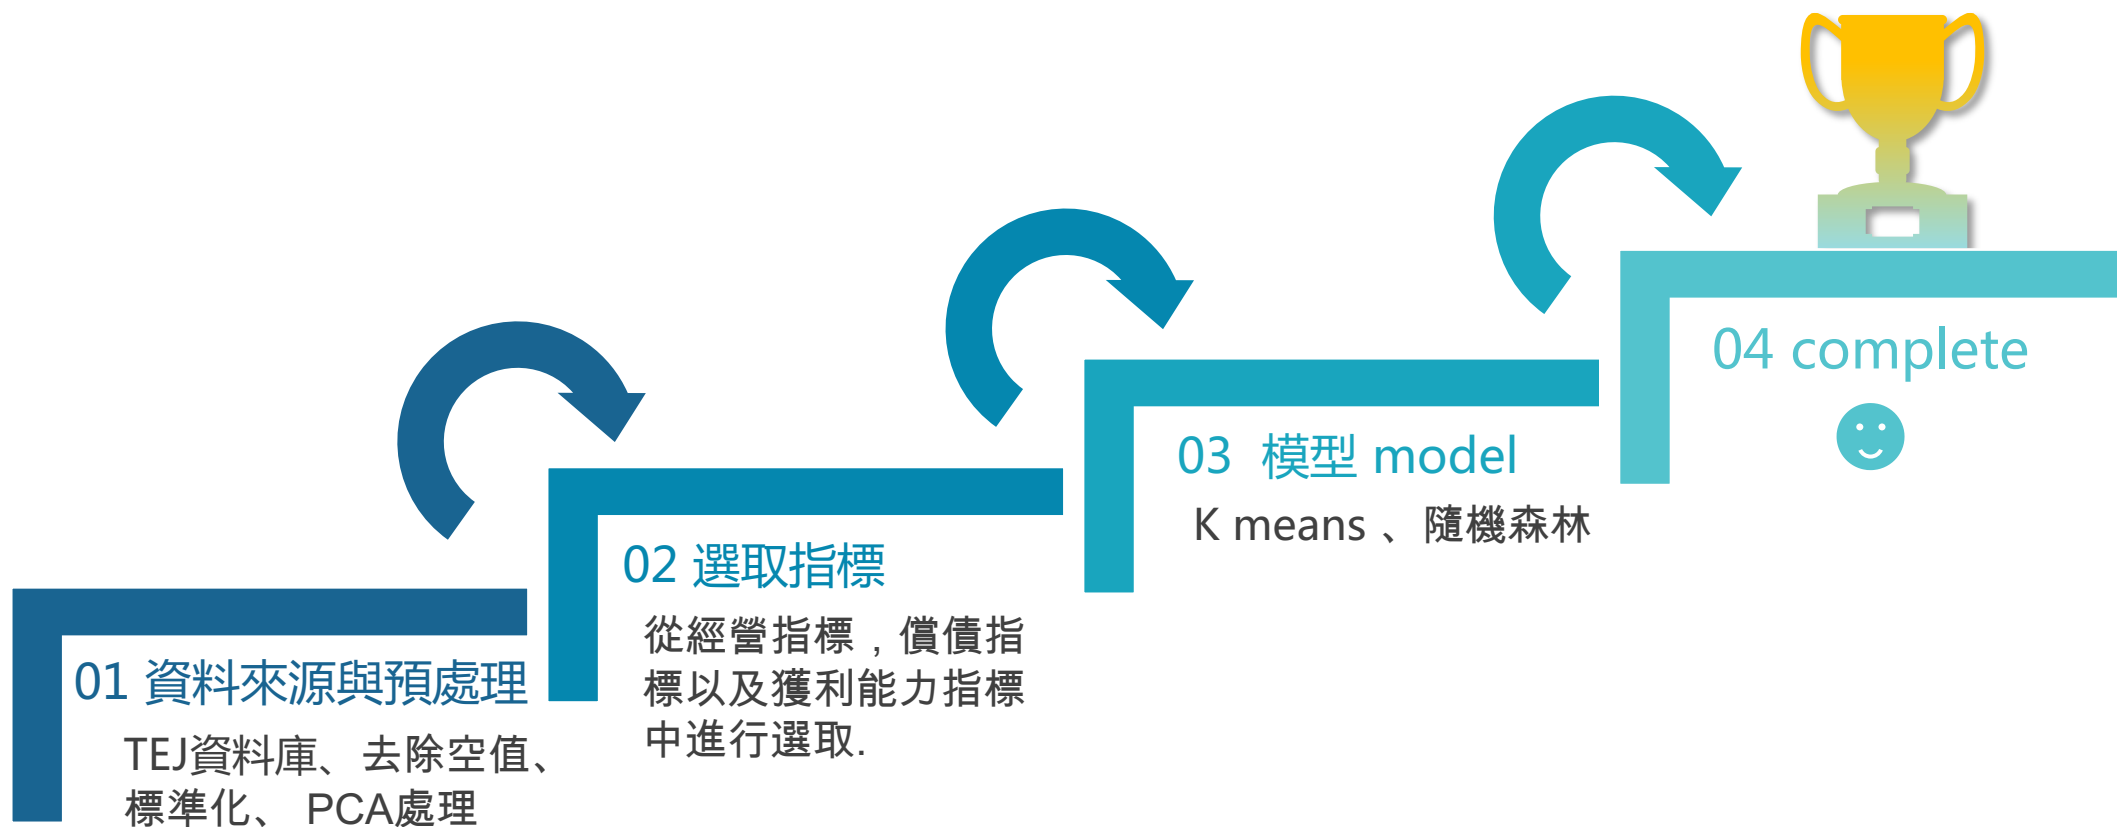 01 資料來源與預處理
TEJ資料庫、去除空值、
標準化、 PCA處理
02 選取指標
從經營指標，償債指
標以及獲利能力指標
中進行選取.
03 模型 model
K means 、隨機森林
04 complete